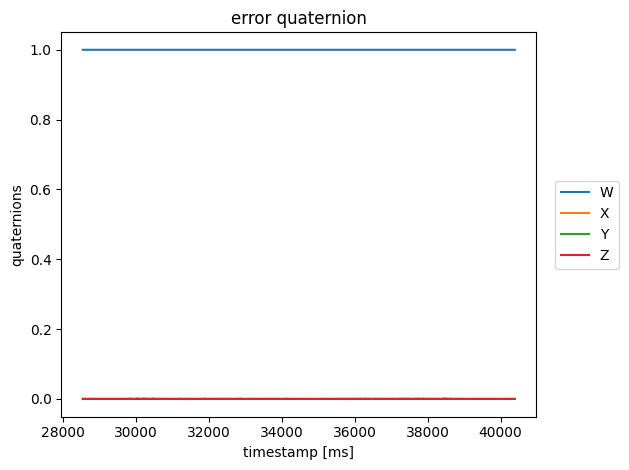 error quaternion
1.0
0.8
0.6
0.4
0.2
0.0
quaternions
28000 30000 32000 34000 36000 38000 40000
timestamp [ms]
W
X
Y
Z